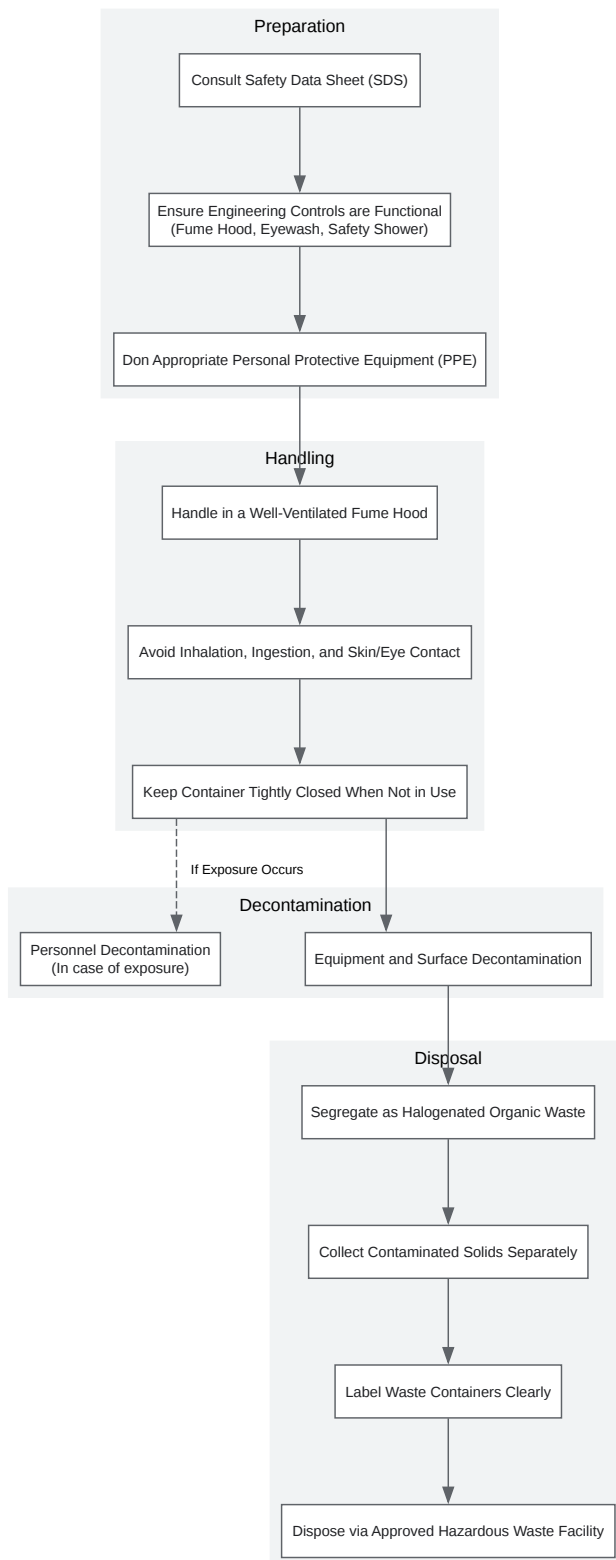 Preparation
Consult Safety Data Sheet (SDS)
Ensure Engineering Controls are Functional
(Fume Hood, Eyewash, Safety Shower)
Don Appropriate Personal Protective Equipment (PPE)
Handling
Handle in a Well-Ventilated Fume Hood
Avoid Inhalation, Ingestion, and Skin/Eye Contact
Keep Container Tightly Closed When Not in Use
If Exposure Occurs
Decontamination
Personnel Decontamination
(In case of exposure)
Equipment and Surface Decontamination
Disposal
Segregate as Halogenated Organic Waste
Collect Contaminated Solids Separately
Label Waste Containers Clearly
Dispose via Approved Hazardous Waste Facility